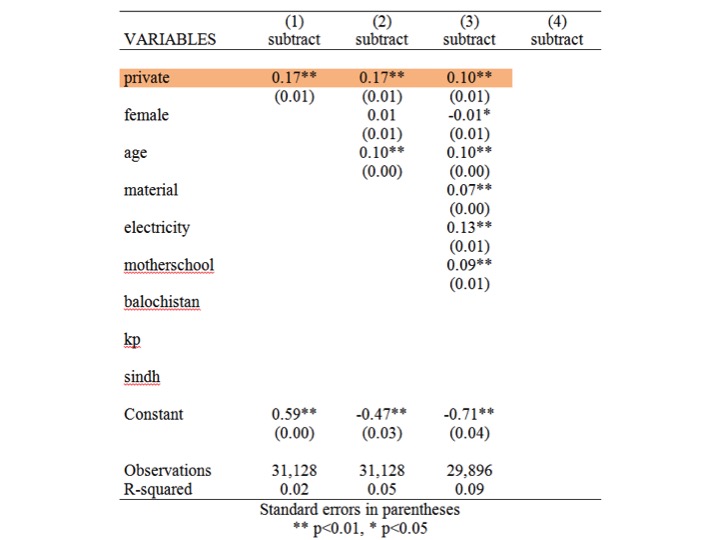 (1) (2) (3) (4)
VARIABLES subtract subtract subtract subtract
private 0.17** 0.17** 0.10**
(0.01) (0.01) (0.01)
female 0.01 -0.01*
(0.01) (0.01)
age 0.10** 0.10**
(0.00) (0.00)
material 0.07**
(0.00)
electricity 0.13**
(0.01)
motherschool 0.09**
(0.01)
balochistan
kp
sindh
Constant 0.59** -0.47** -0.71**
(0.00) (0.03) (0.04)
Observations 31,128 31,128 29,896
R-squared 0.02 0.05 0.09
Standard errors in parentheses
** p<0.01, * p<0.05